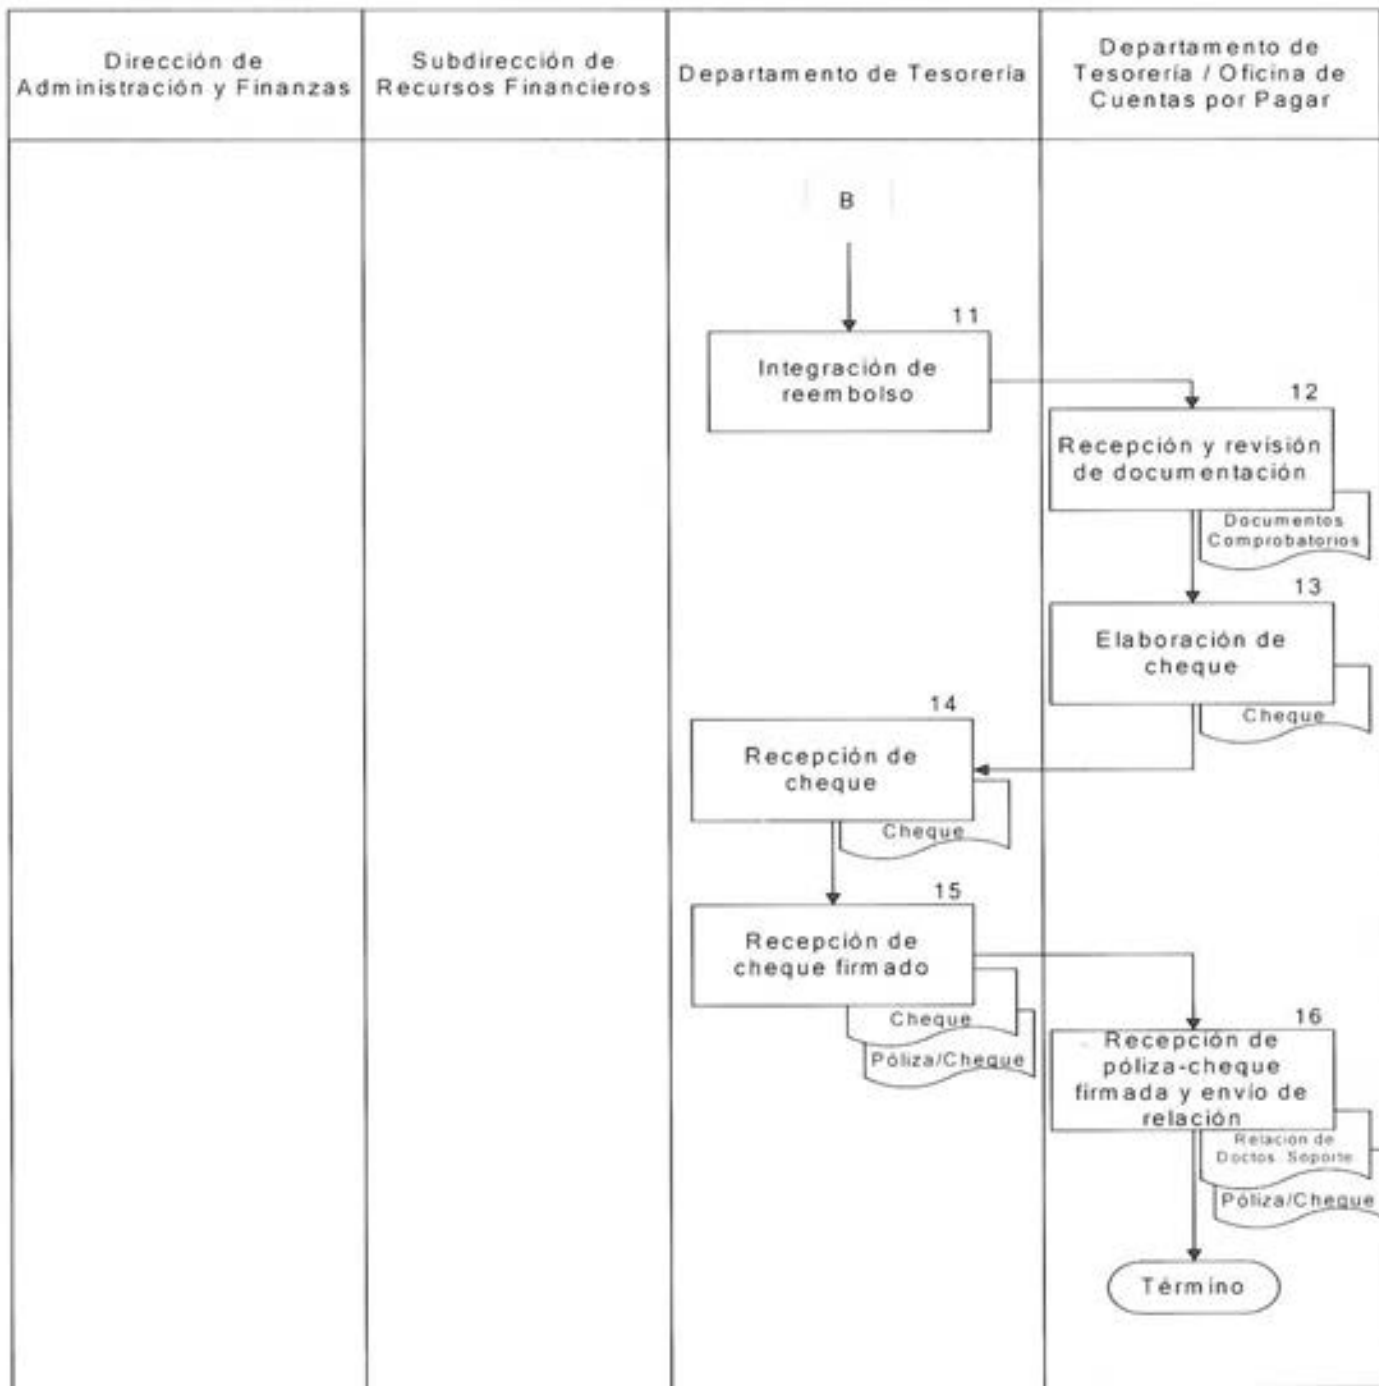 Dirección de
Administración y Finanzas
Subdirección de
Recursos Financieros
Departamento de Tesorería
Departamento de
Tesorería / Oficina de
Cuentas por Pagar
B
11
Integración de
reembolso
12
Recepción y revisión
de documentación
Documentos
Comprobatorios
13
Elaboración de
cheque
Cheque
14
Recepción de
cheque
Cheque
15
Recepción de
cheque firmado
Cheque
Póliza/Cheque
16
Recepción de
póliza-cheque
firmada y envío de
relación
Relación de
Doctos. Soporte
Póliza/Cheque
Término